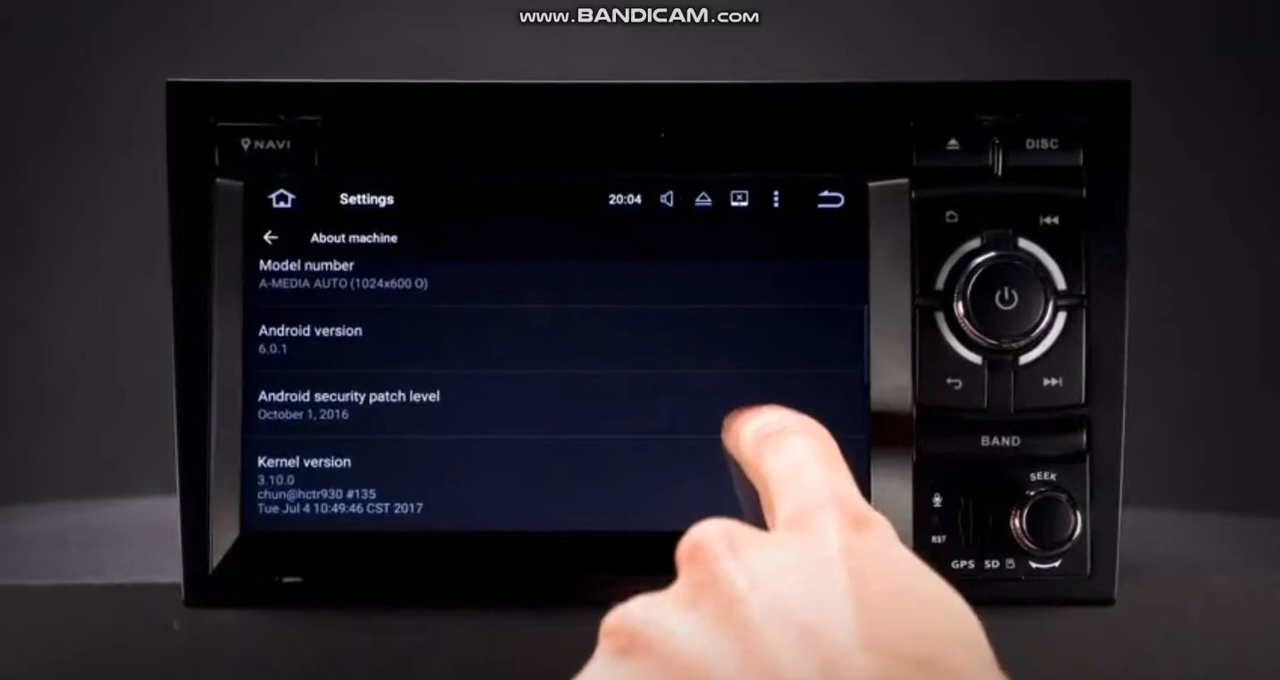 www.BANDICAM.com
NAVI
DISC
Settings
20:04
About machine
Model number
A-MEDIA AUTO (1024x600 O)
Android version
6.0.1
Android security patch level
October 1, 2016
Kernel version
3.10.0
chun@hctr930 #135
Tue Jul 4 10:49:46 CST 2017
BAND
SEEK
RST
GPS SD